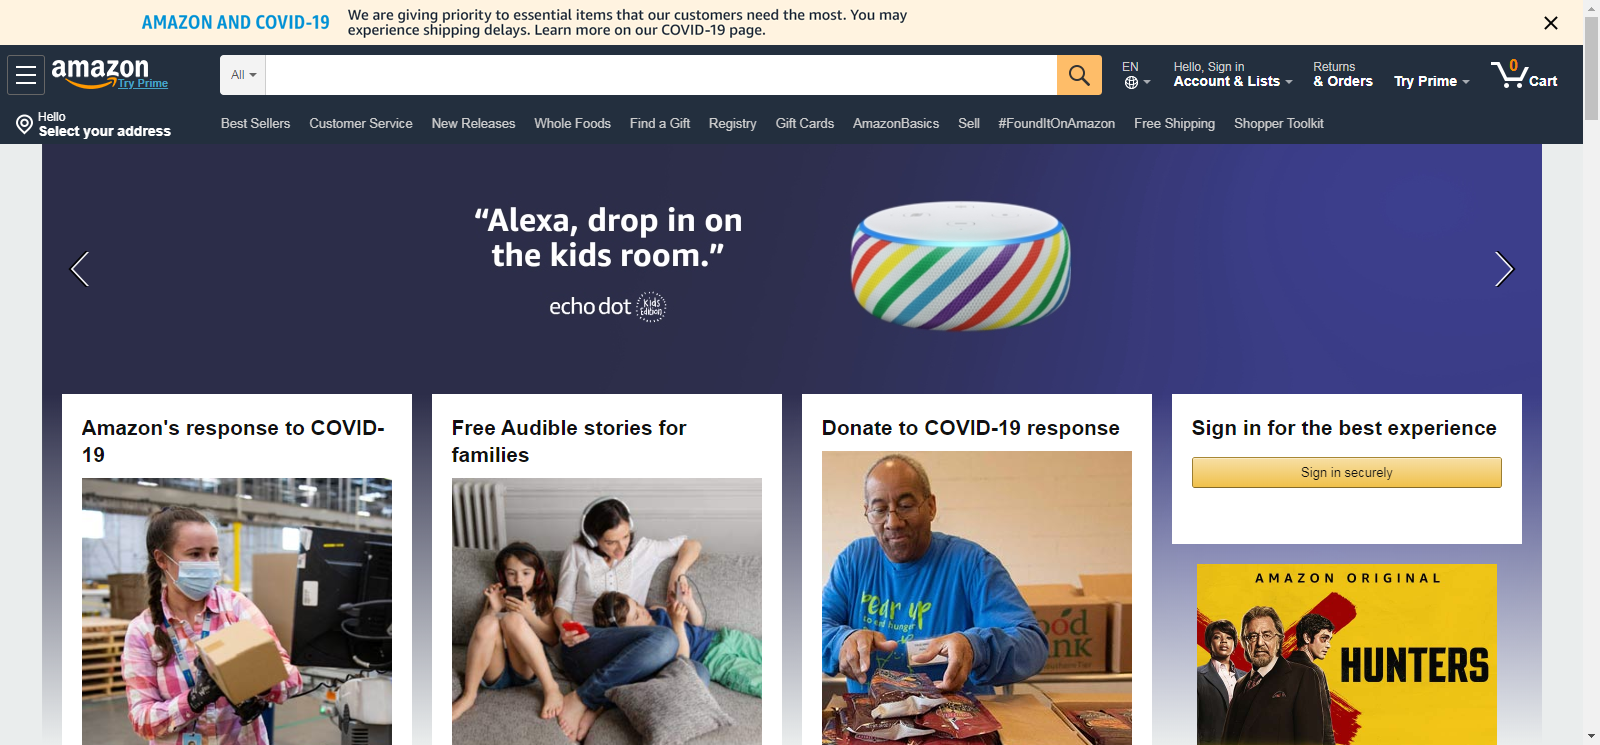 AMAZON AND COVID-19
We are giving priority to essential items that our customers need the most. You may
experience shipping delays. Learn more on our COVID-19 page.
amazon
Try Prime
All
EN
Hello, Sign in
Account & Lists
Returns
& Orders
Try Prime
0
Cart
Hello
Select your address
Best Sellers
Customer Service
New Releases
Whole Foods
Find a Gift
Registry
Gift Cards
AmazonBasics
Sell
#FoundItOnAmazon
Free Shipping
Shopper Toolkit
“Alexa, drop in on
the kids room.”
echo dot
kids
Edition
Amazon's response to COVID-
19
Free Audible stories for
families
Donate to COVID-19 response
Sign in for the best experience
Sign in securely
AMAZON ORIGINAL
HUNTERS
up
to end hunger